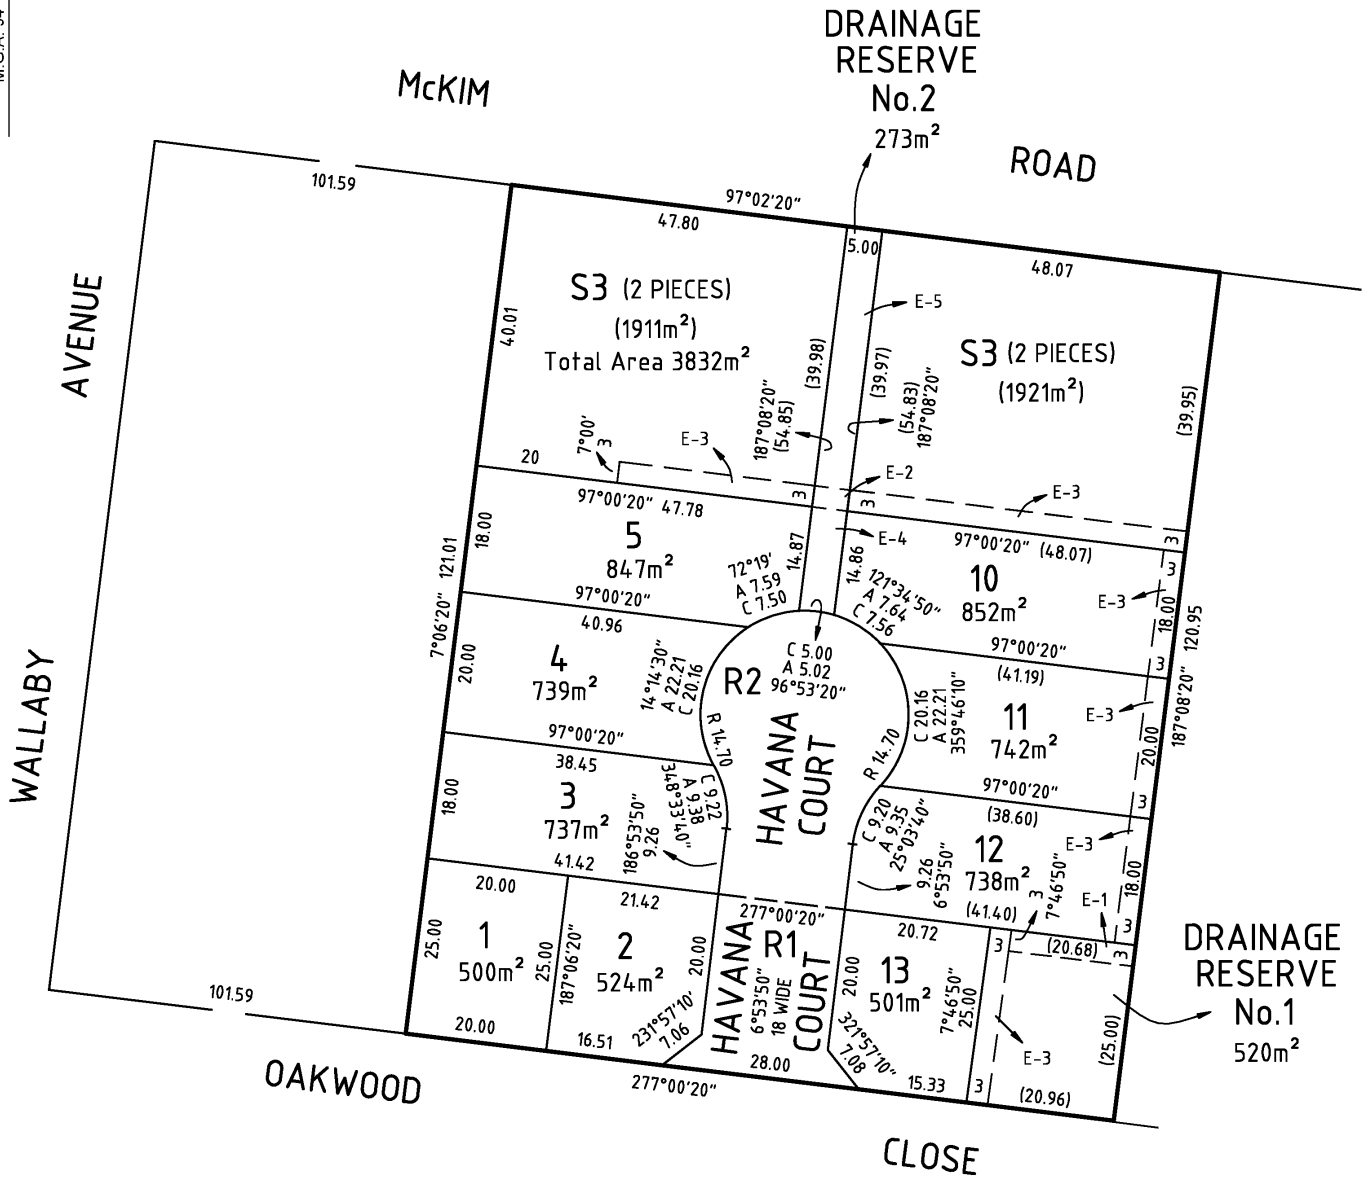 M.G.A. 94
DRAINAGE
RESERVE
No.2
273m²
McKIM
ROAD
101.59
97°02'20"
47.80
5.00
48.07
AVENUE
WALLABY
S3 (2 PIECES)
(1911m²)
Total Area 3832m²
40.01
(39.98)
(39.97)
E-5
S3 (2 PIECES)
(1921m²)
(39.95)
187°08'20"
(54.85)
(54.83)
187°08'20"
7°00'
3
E-3
20
E-2
3
3
E-3
3
97°00'20" 47.78
97°00'20" (48.07)
18.00
5
847m²
14.87
14.86
E-4
72°19'
A 7.59
C 7.50
121°34'50"
A 7.64
C 7.56
10
852m²
3
E-3
18.00
3
7°06'20" 121.01
187°08'20" 120.95
97°00'20"
40.96
97°00'20"
(41.19)
20.00
4
739m²
14°14'30"
A 22.21
C 20.16
R 14.70
C 5.00
A 5.02
96°53'20"
R2
HAVANA
COURT
R 14.70
C 20.16
A 22.21
359°46'10"
11
742m²
E-3
20.00
3
97°00'20"
38.45
97°00'20"
(38.60)
18.00
3
737m²
C 9.22
A 9.38
348°33'40"
186°53'50"
9.26
C 9.20
A 9.35
25°03'40"
9.26
6°53'50"
12
738m²
E-3
18.00
3
7°46'50"
3
E-1
41.42
(41.40)
20.00
21.42
277°00'20"
20.72
3
(20.68)
3
25.00
1
500m²
25.00
187°06'20"
2
524m²
20.00
231°57'10'
7.06
HAVANA
R1
6°53'50"
18 WIDE
COURT
20.00
13
501m²
321°57'10"
7.08
7°46'50"
25.00
E-3
(25.00)
DRAINAGE
RESERVE
No.1
520m²
101.59
20.00
16.51
28.00
15.33
3
(20.96)
277°00'20"
OAKWOOD
CLOSE